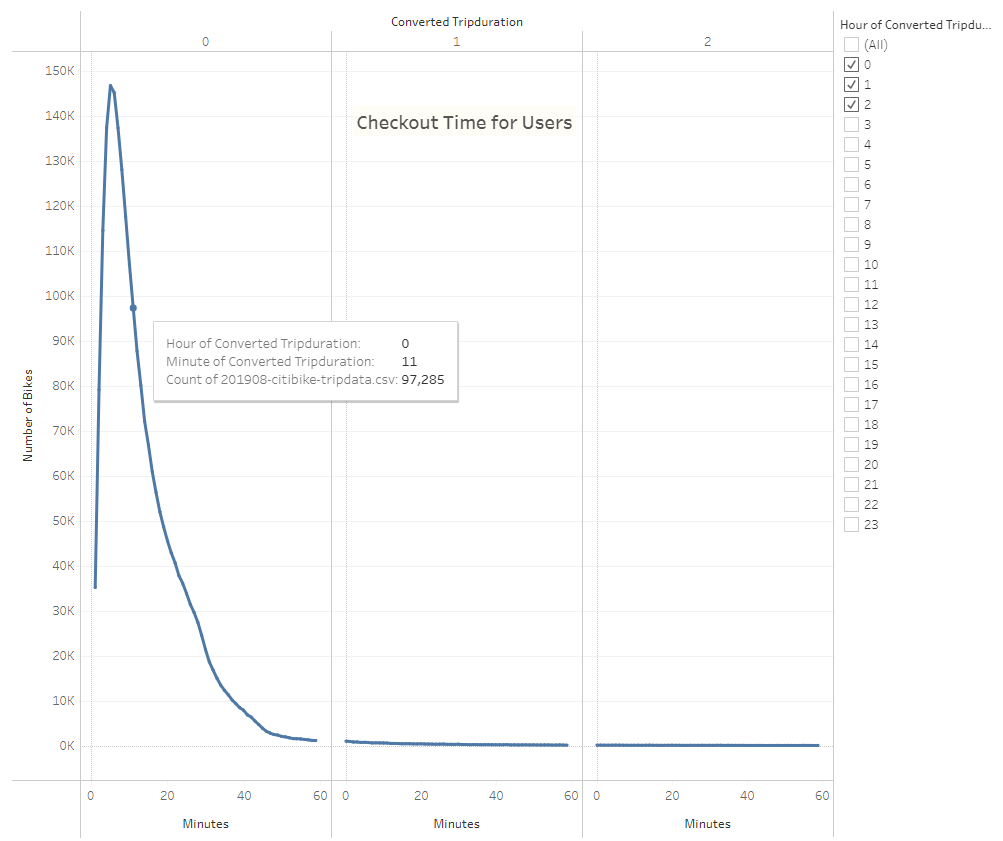 Converted Tripduration
0 1 2
Hour of Converted Tripdu...
(All)
0
1
2
3
4
5
6
7
8
9
10
11
12
13
14
15
16
17
18
19
20
21
22
23
Checkout Time for Users
Number of Bikes
150K
140K
130K
120K
110K
100K
90K
80K
70K
60K
50K
40K
30K
20K
10K
0K
Hour of Converted Tripduration: 0
Minute of Converted Tripduration: 11
Count of 201908-citibike-tripdata.csv: 97,285
0 20 40 60 0 20 40 60 0 20 40 60
Minutes Minutes Minutes